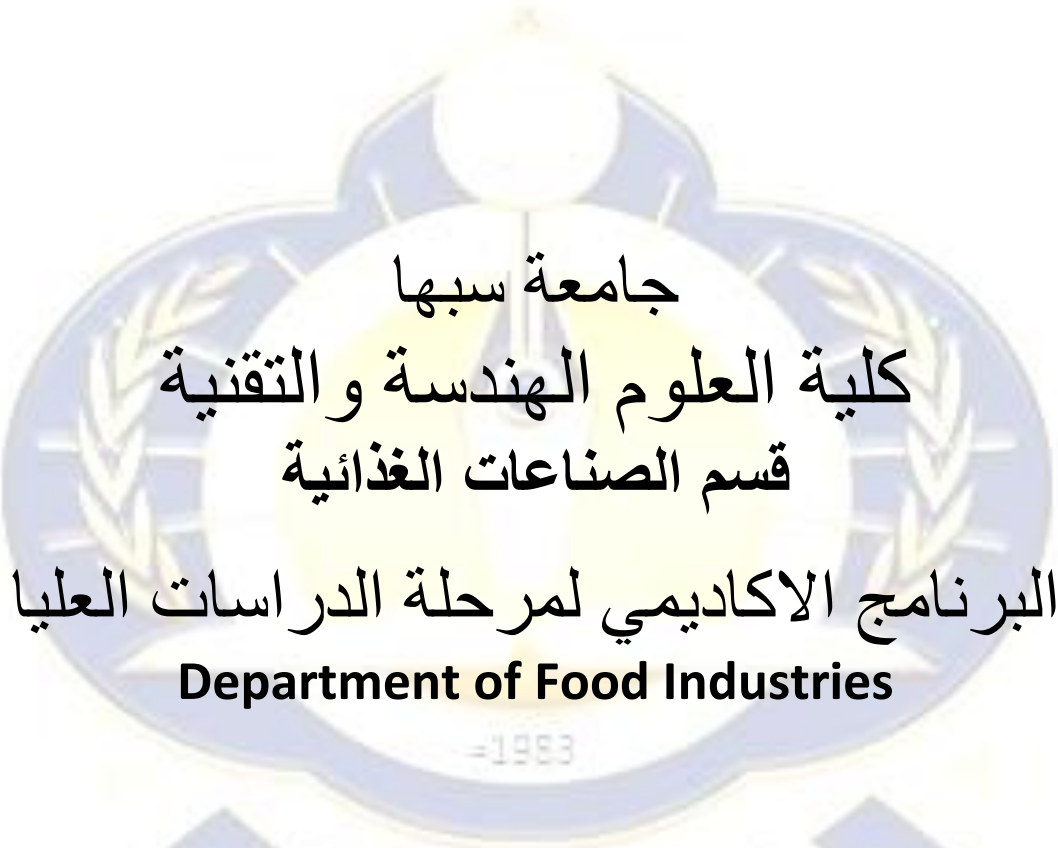 جامعة سبها
كلية العلوم الهندسة والتقنية
قسم الصناعات الغذائية
البرنامج الاكاديمي لمرحلة الدراسات العليا
Department of Food Industries
=1983